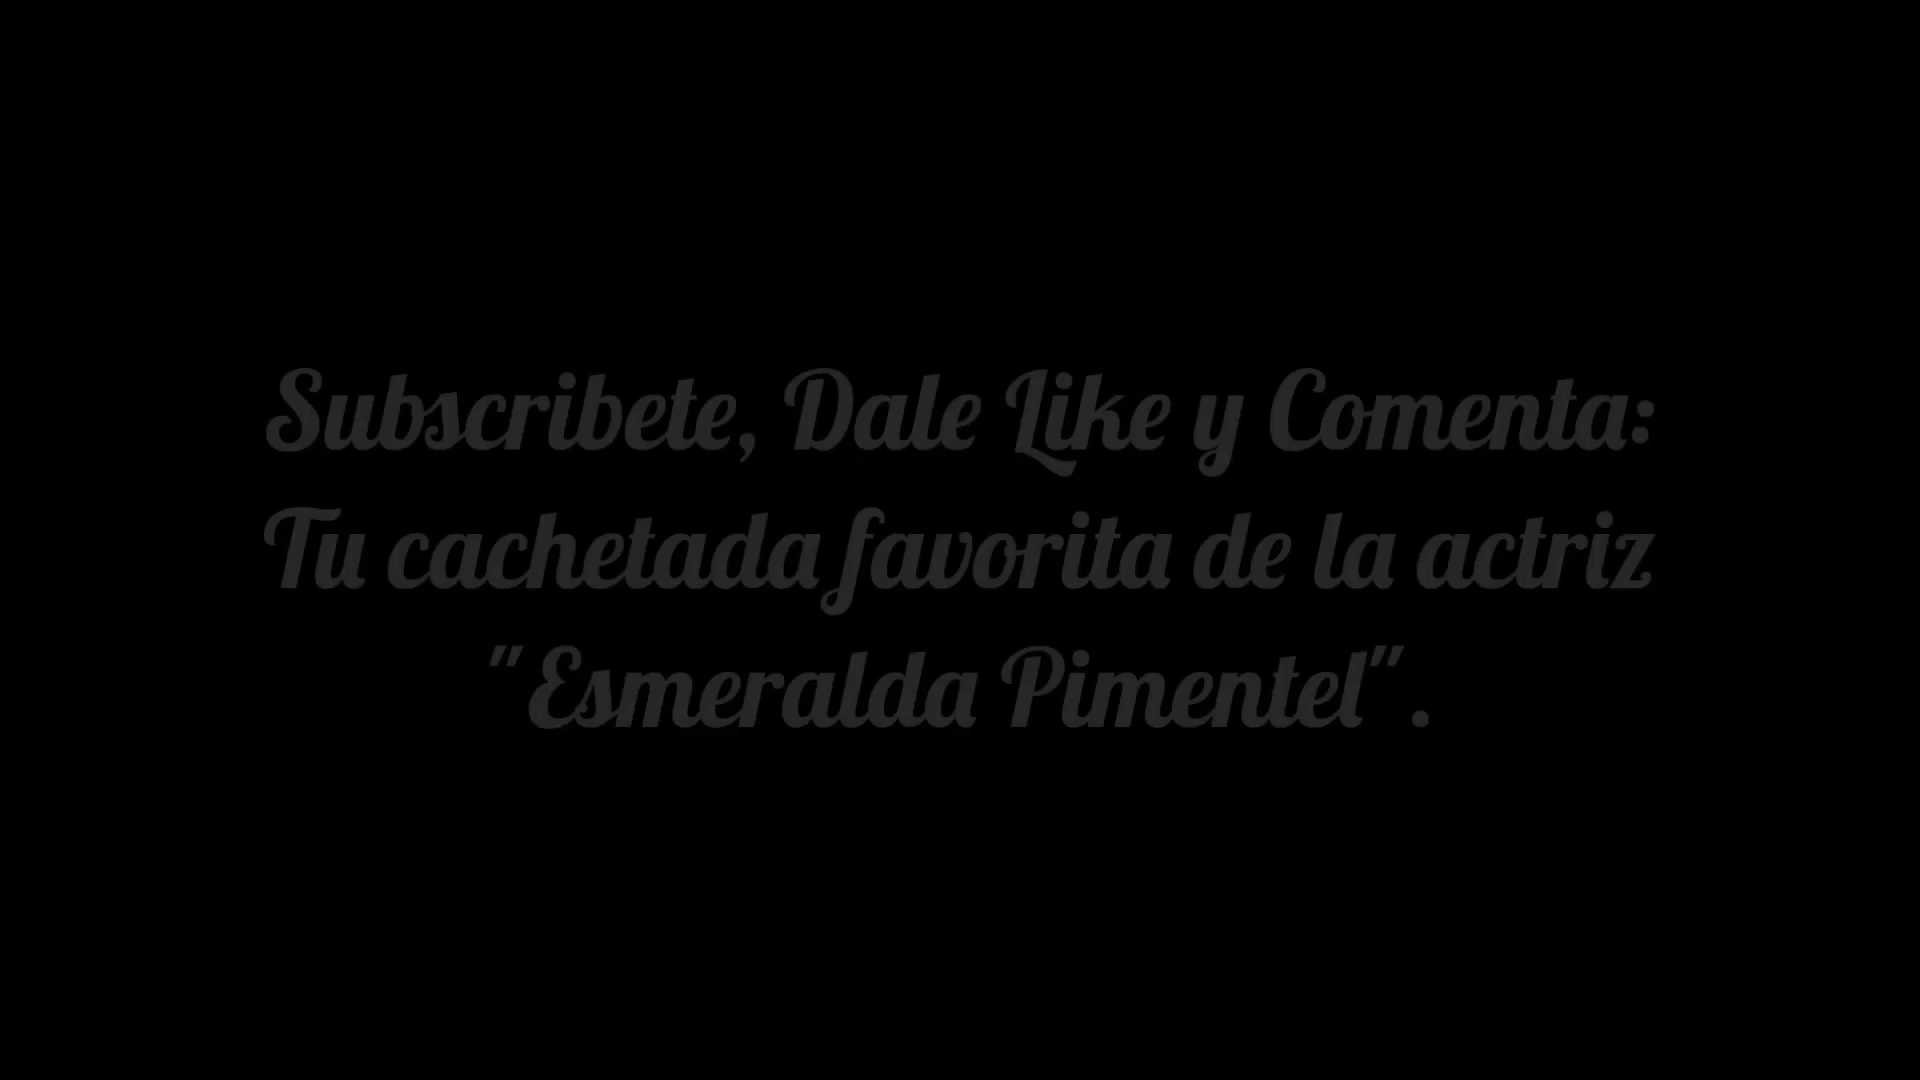 Subscribete, Dale Like y Comenta:
Tu cachetada favorita de la actriz
"Esmeralda Pimentel".